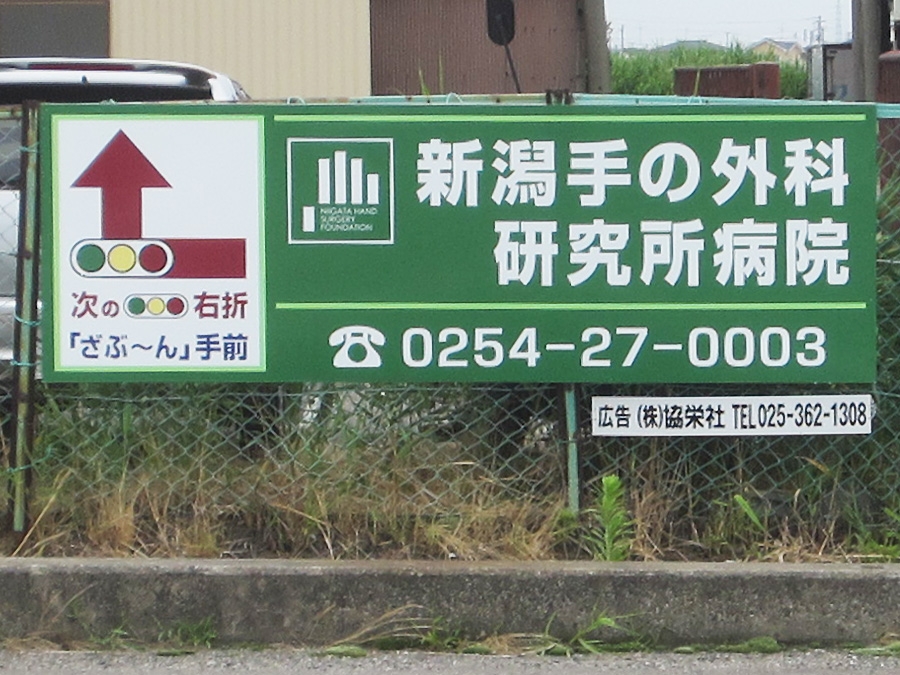 次の右折
「ざぶ〜ん」手前
NIIGATA HAND
SURGERY
FOUNDATION
新潟手の外科
研究所病院
☎0254-27-0003
広告 (株)協栄社 TEL025-362-1308